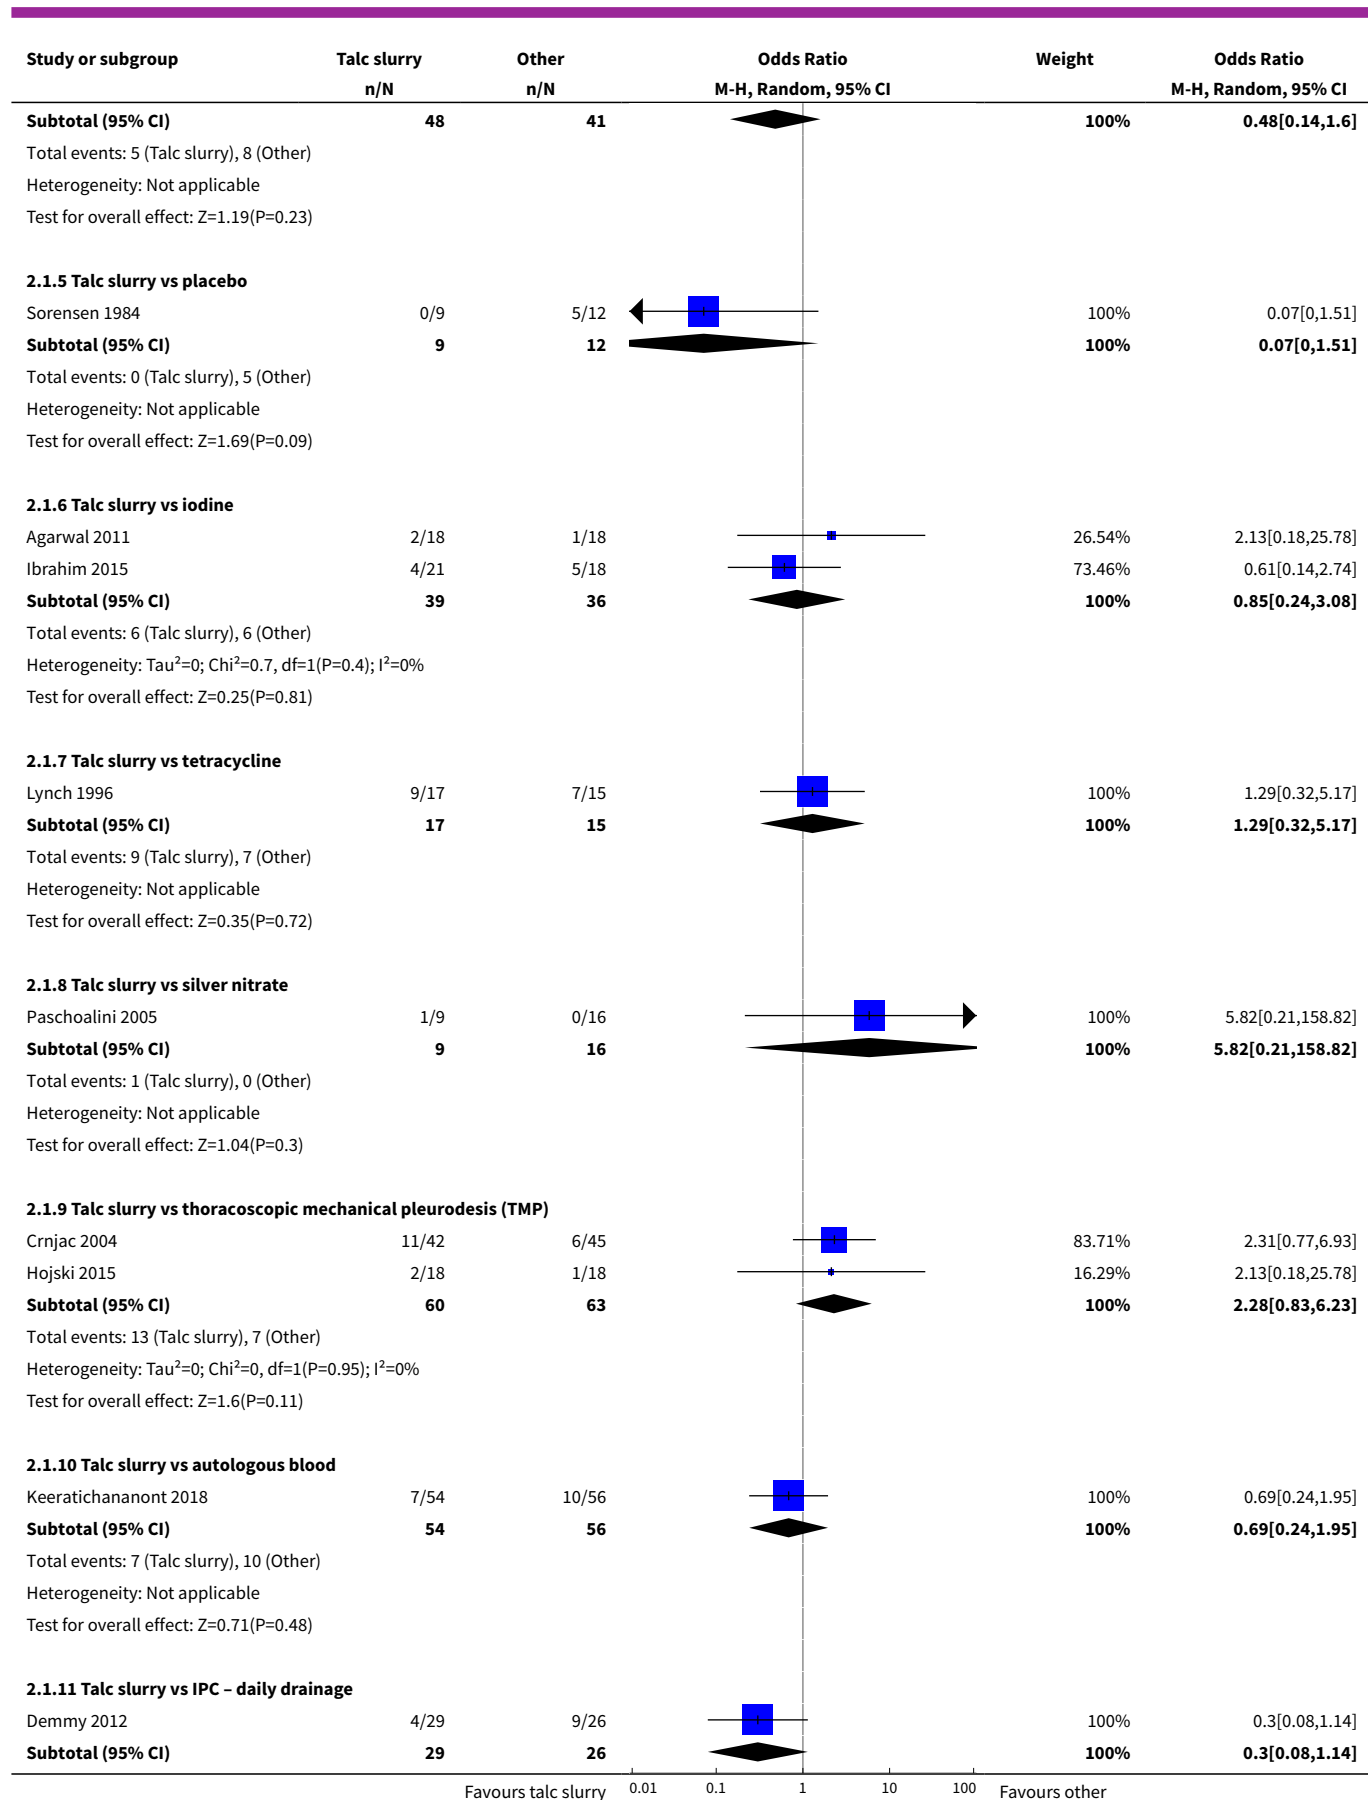 Study or subgroup Talc slurry Other Odds Ratio Weight Odds Ratio
n/N n/N M-H, Random, 95% CI M-H, Random, 95% CI
Subtotal (95% CI) 48 41 100% 0.48[0.14,1.6]
Total events: 5 (Talc slurry), 8 (Other)
Heterogeneity: Not applicable
Test for overall effect: Z=1.19(P=0.23)
2.1.5 Talc slurry vs placebo
Sorensen 1984 0/9 5/12 100% 0.07[0,1.51]
Subtotal (95% CI) 9 12 100% 0.07[0,1.51]
Total events: 0 (Talc slurry), 5 (Other)
Heterogeneity: Not applicable
Test for overall effect: Z=1.69(P=0.09)
2.1.6 Talc slurry vs iodine
Agarwal 2011 2/18 1/18 26.54% 2.13[0.18,25.78]
Ibrahim 2015 4/21 5/18 73.46% 0.61[0.14,2.74]
Subtotal (95% CI) 39 36 100% 0.85[0.24,3.08]
Total events: 6 (Talc slurry), 6 (Other)
Heterogeneity: Tau²=0; Chi²=0.7, df=1(P=0.4); I²=0%
Test for overall effect: Z=0.25(P=0.81)
2.1.7 Talc slurry vs tetracycline
Lynch 1996 9/17 7/15 100% 1.29[0.32,5.17]
Subtotal (95% CI) 17 15 100% 1.29[0.32,5.17]
Total events: 9 (Talc slurry), 7 (Other)
Heterogeneity: Not applicable
Test for overall effect: Z=0.35(P=0.72)
2.1.8 Talc slurry vs silver nitrate
Paschoalini 2005 1/9 0/16 100% 5.82[0.21,158.82]
Subtotal (95% CI) 9 16 100% 5.82[0.21,158.82]
Total events: 1 (Talc slurry), 0 (Other)
Heterogeneity: Not applicable
Test for overall effect: Z=1.04(P=0.3)
2.1.9 Talc slurry vs thoracoscopic mechanical pleurodesis (TMP)
Crnjac 2004 11/42 6/45 83.71% 2.31[0.77,6.93]
Hojski 2015 2/18 1/18 16.29% 2.13[0.18,25.78]
Subtotal (95% CI) 60 63 100% 2.28[0.83,6.23]
Total events: 13 (Talc slurry), 7 (Other)
Heterogeneity: Tau²=0; Chi²=0, df=1(P=0.95); I²=0%
Test for overall effect: Z=1.6(P=0.11)
2.1.10 Talc slurry vs autologous blood
Keeratichananont 2018 7/54 10/56 100% 0.69[0.24,1.95]
Subtotal (95% CI) 54 56 100% 0.69[0.24,1.95]
Total events: 7 (Talc slurry), 10 (Other)
Heterogeneity: Not applicable
Test for overall effect: Z=0.71(P=0.48)
2.1.11 Talc slurry vs IPC – daily drainage
Demmy 2012 4/29 9/26 100% 0.3[0.08,1.14]
Subtotal (95% CI) 29 26 100% 0.3[0.08,1.14]
Favours talc slurry 0.01 0.1 1 10 100 Favours other